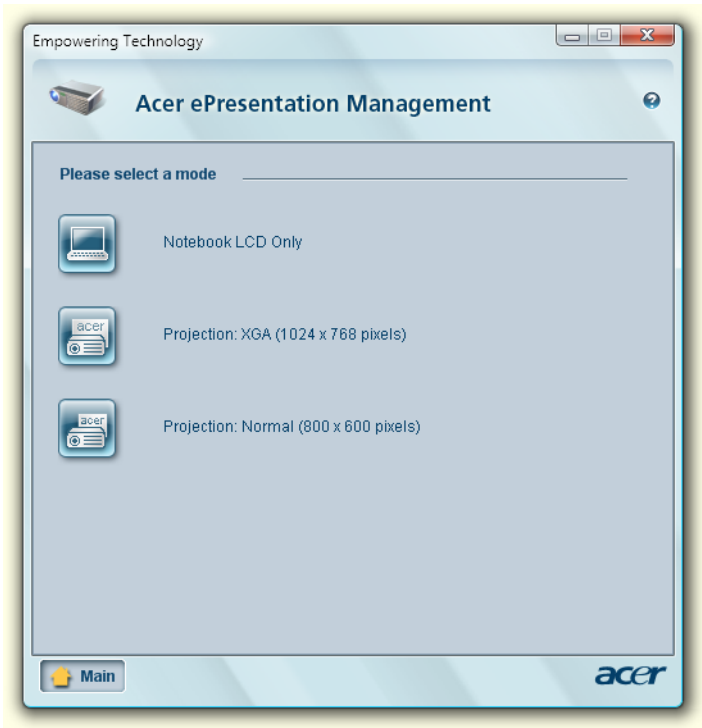 Empowering Technology
Acer ePresentation Management
Please select a mode
Notebook LCD Only
acer
Projection: XGA (1024 x 768 pixels)
acer
Projection: Normal (800 x 600 pixels)
Main
acer